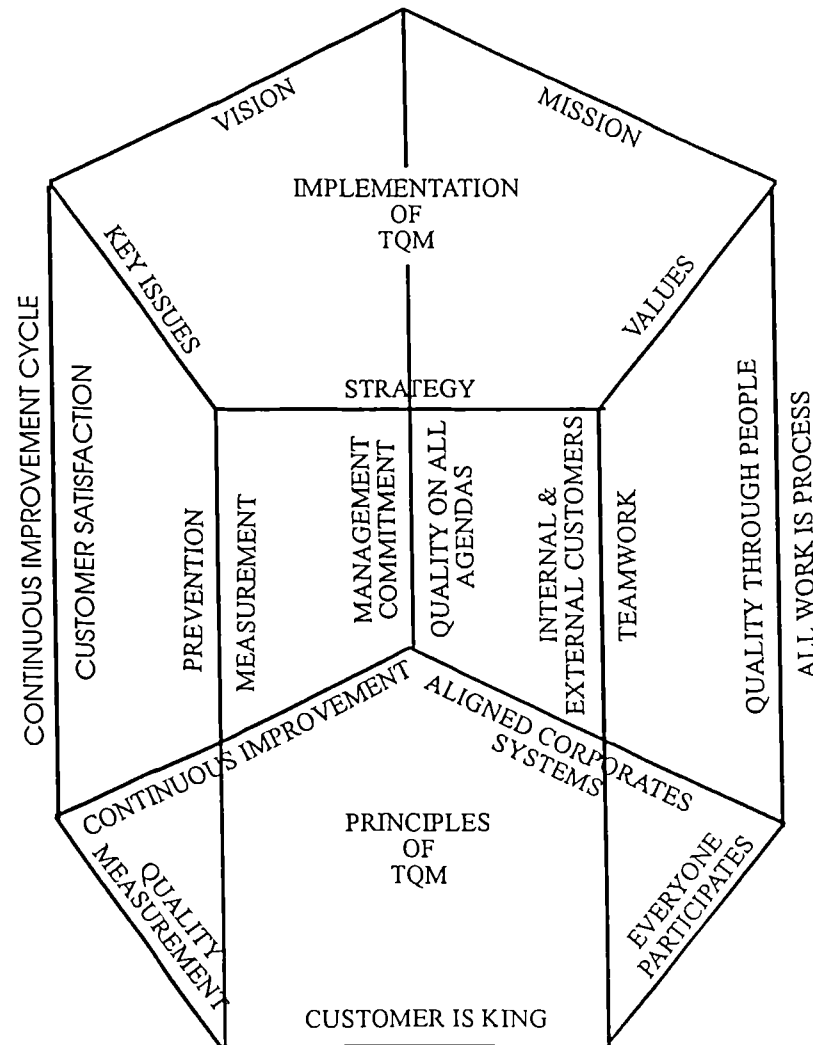 VISION
MISSION
IMPLEMENTATION
OF
TQM
KEY ISSUES
VALUES
STRATEGY
CONTINUOUS IMPROVEMENT CYCLE
CUSTOMER SATISFACTION
PREVENTION
MEASUREMENT
MANAGEMENT
COMMITMENT
QUALITY ON ALL
AGENDAS
INTERNAL &
EXTERNAL CUSTOMERS
TEAMWORK
QUALITY THROUGH PEOPLE
ALL WORK IS PROCESS
CONTINUOUS IMPROVEMENT
ALIGNED CORPORATES
SYSTEMS
PRINCIPLES
OF
TQM
QUALITY
MEASUREMENT
EVERYONE
PARTICIPATES
CUSTOMER IS KING